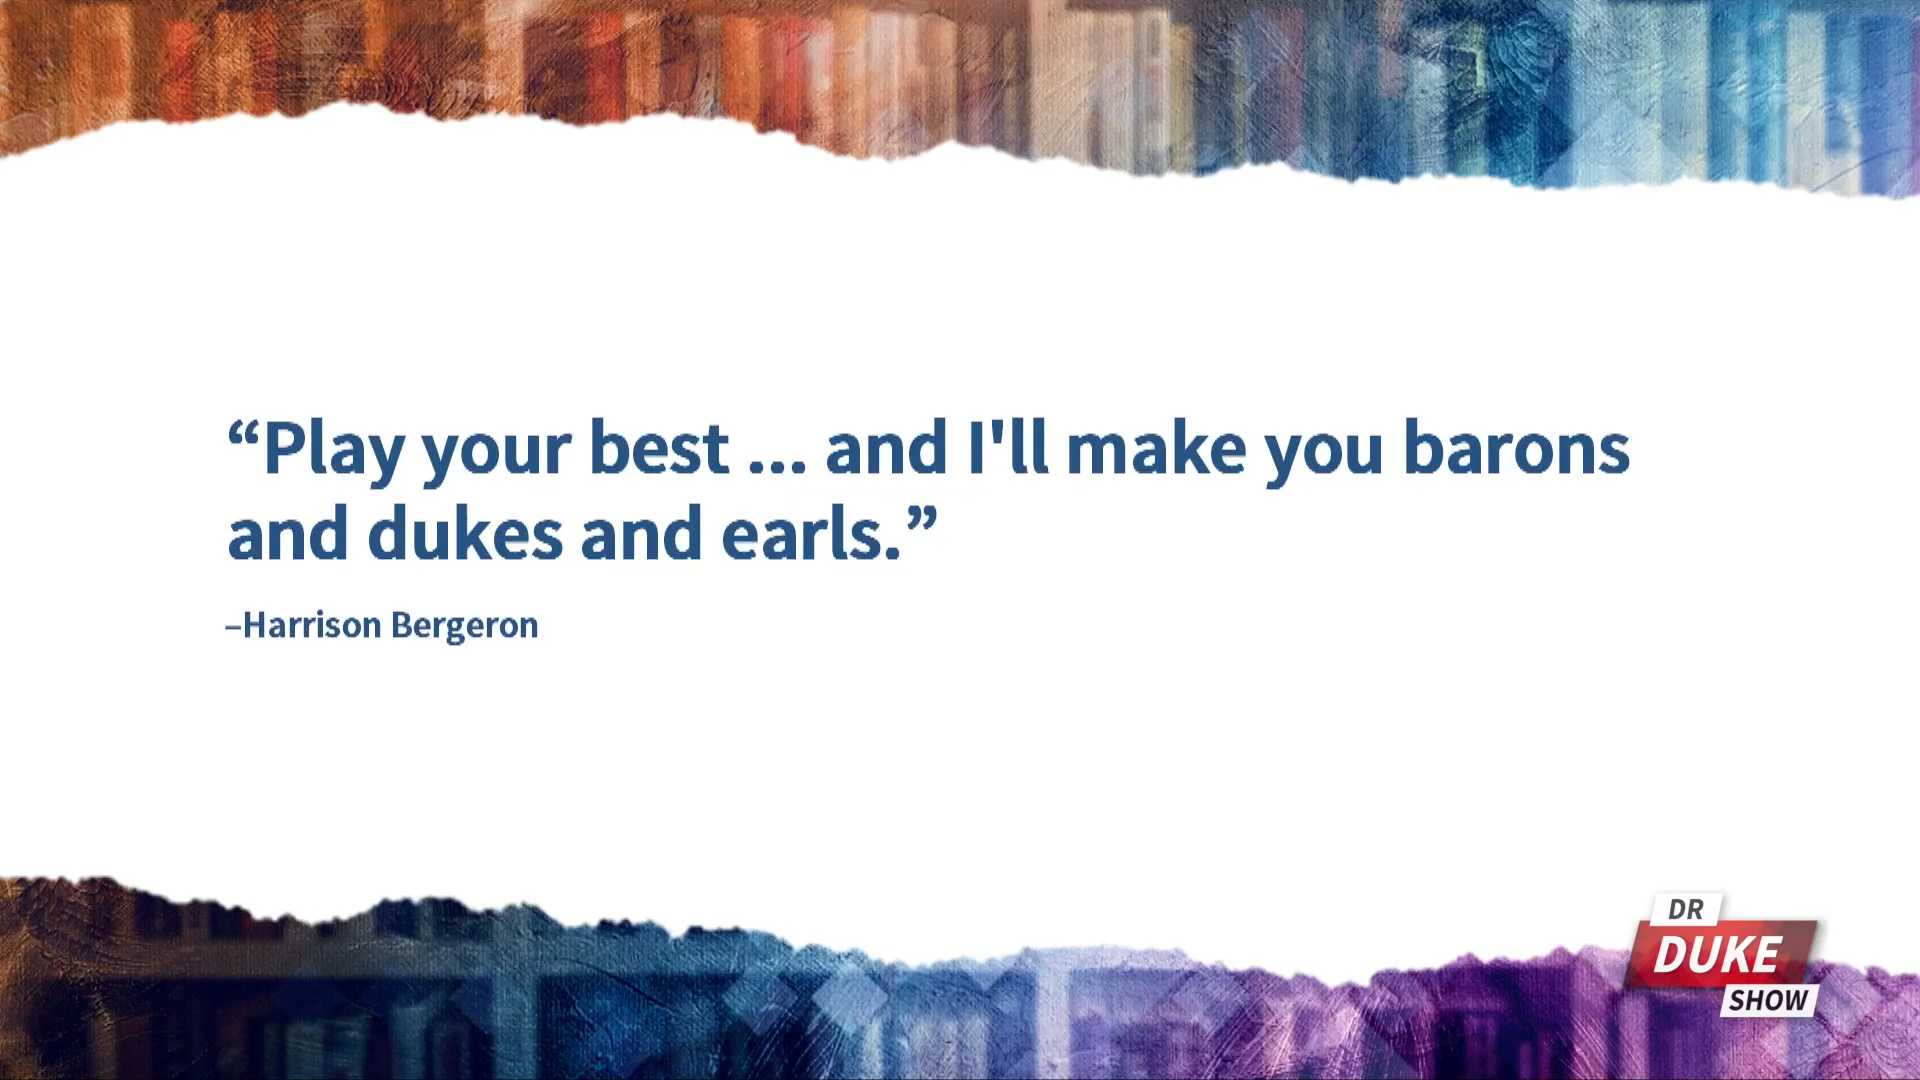 “Play your best ... and I'll make you barons
and dukes and earls.”
–Harrison Bergeron
DR
DUKE
SHOW